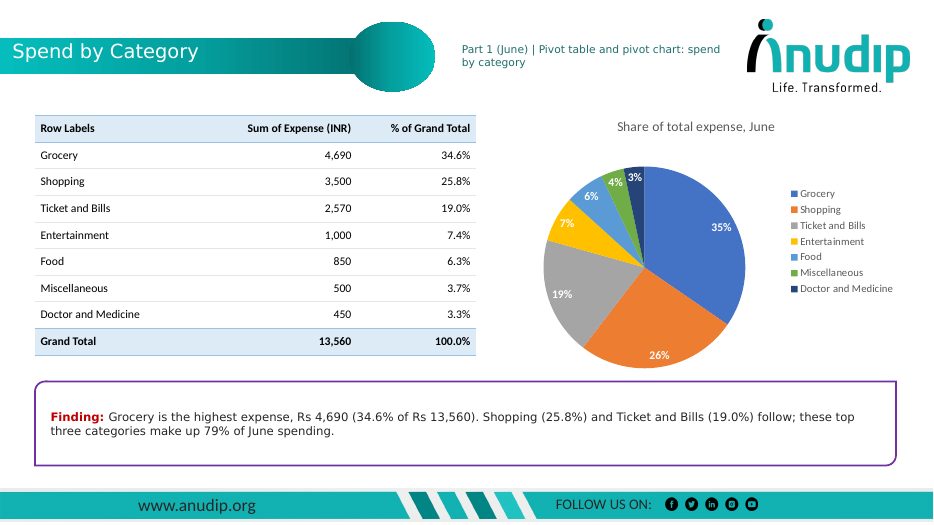 Spend by Category
Part 1 (June) | Pivot table and pivot chart: spend
by category
Anudip
Life. Transformed.
Row Labels Sum of Expense (INR) % of Grand Total
Grocery 4,690 34.6%
Shopping 3,500 25.8%
Ticket and Bills 2,570 19.0%
Entertainment 1,000 7.4%
Food 850 6.3%
Miscellaneous 500 3.7%
Doctor and Medicine 450 3.3%
Grand Total 13,560 100.0%
Share of total expense, June
35%
26%
19%
7%
6%
4%
3%
Grocery
Shopping
Ticket and Bills
Entertainment
Food
Miscellaneous
Doctor and Medicine
Finding: Grocery is the highest expense, Rs 4,690 (34.6% of Rs 13,560). Shopping (25.8%) and Ticket and Bills (19.0%) follow; these top
three categories make up 79% of June spending.
www.anudip.org
FOLLOW US ON: